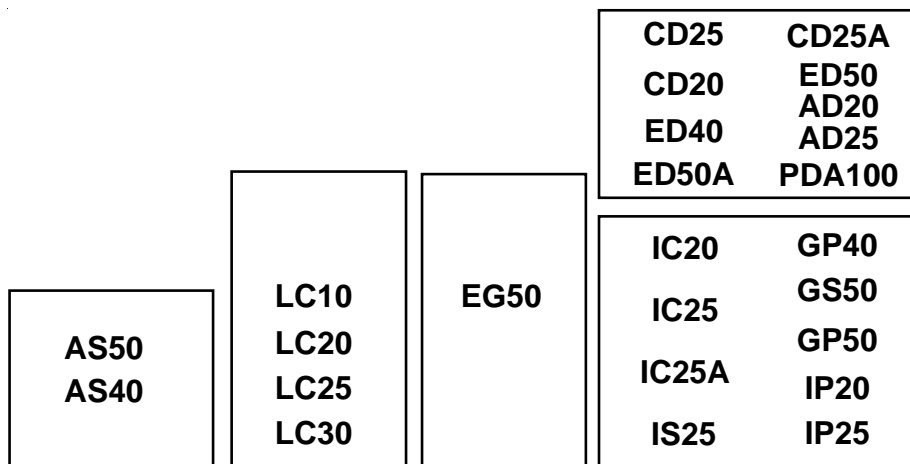 CD25 CD25A
CD20 ED50
AD20
ED40 AD25
ED50A PDA100
IC20 GP40
IC25 GS50
GP50
IC25A IP20
IS25 IP25
EG50
LC10
LC20
LC25
LC30
AS50
AS40